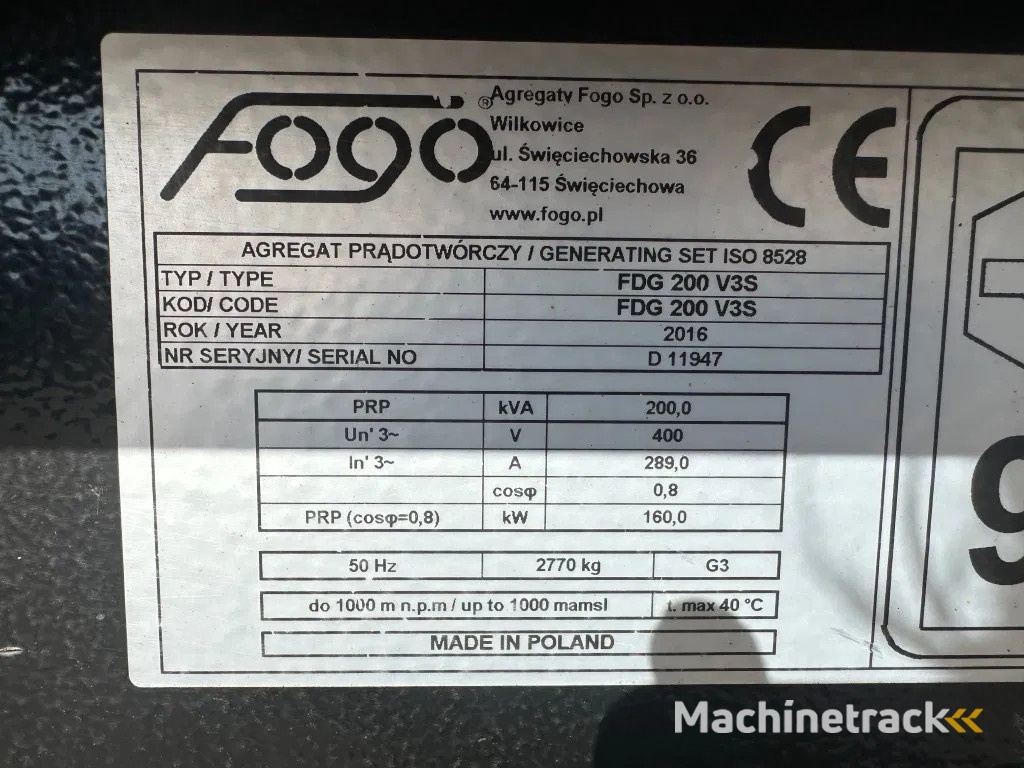 Fogo ® Agregaty Fogo Sp. z o.o.
Wilkowice
ul. Święciechowska 36
64-115 Święciechowa
www.fogo.pl
CE
AGREGAT PRĄDOTWÓRCZY / GENERATING SET ISO 8528
TYP / TYPE FDG 200 V3S
KOD/ CODE FDG 200 V3S
ROK / YEAR 2016
NR SERYJNY/ SERIAL NO D 11947
PRP kVA 200,0
Un' 3~ V 400
In' 3~ A 289,0
cosφ 0,8
PRP (cosφ=0,8) kW 160,0
50 Hz 2770 kg G3
do 1000 m n.p.m / up to 1000 mamsl t. max 40 °C
MADE IN POLAND
9
Machinetrack